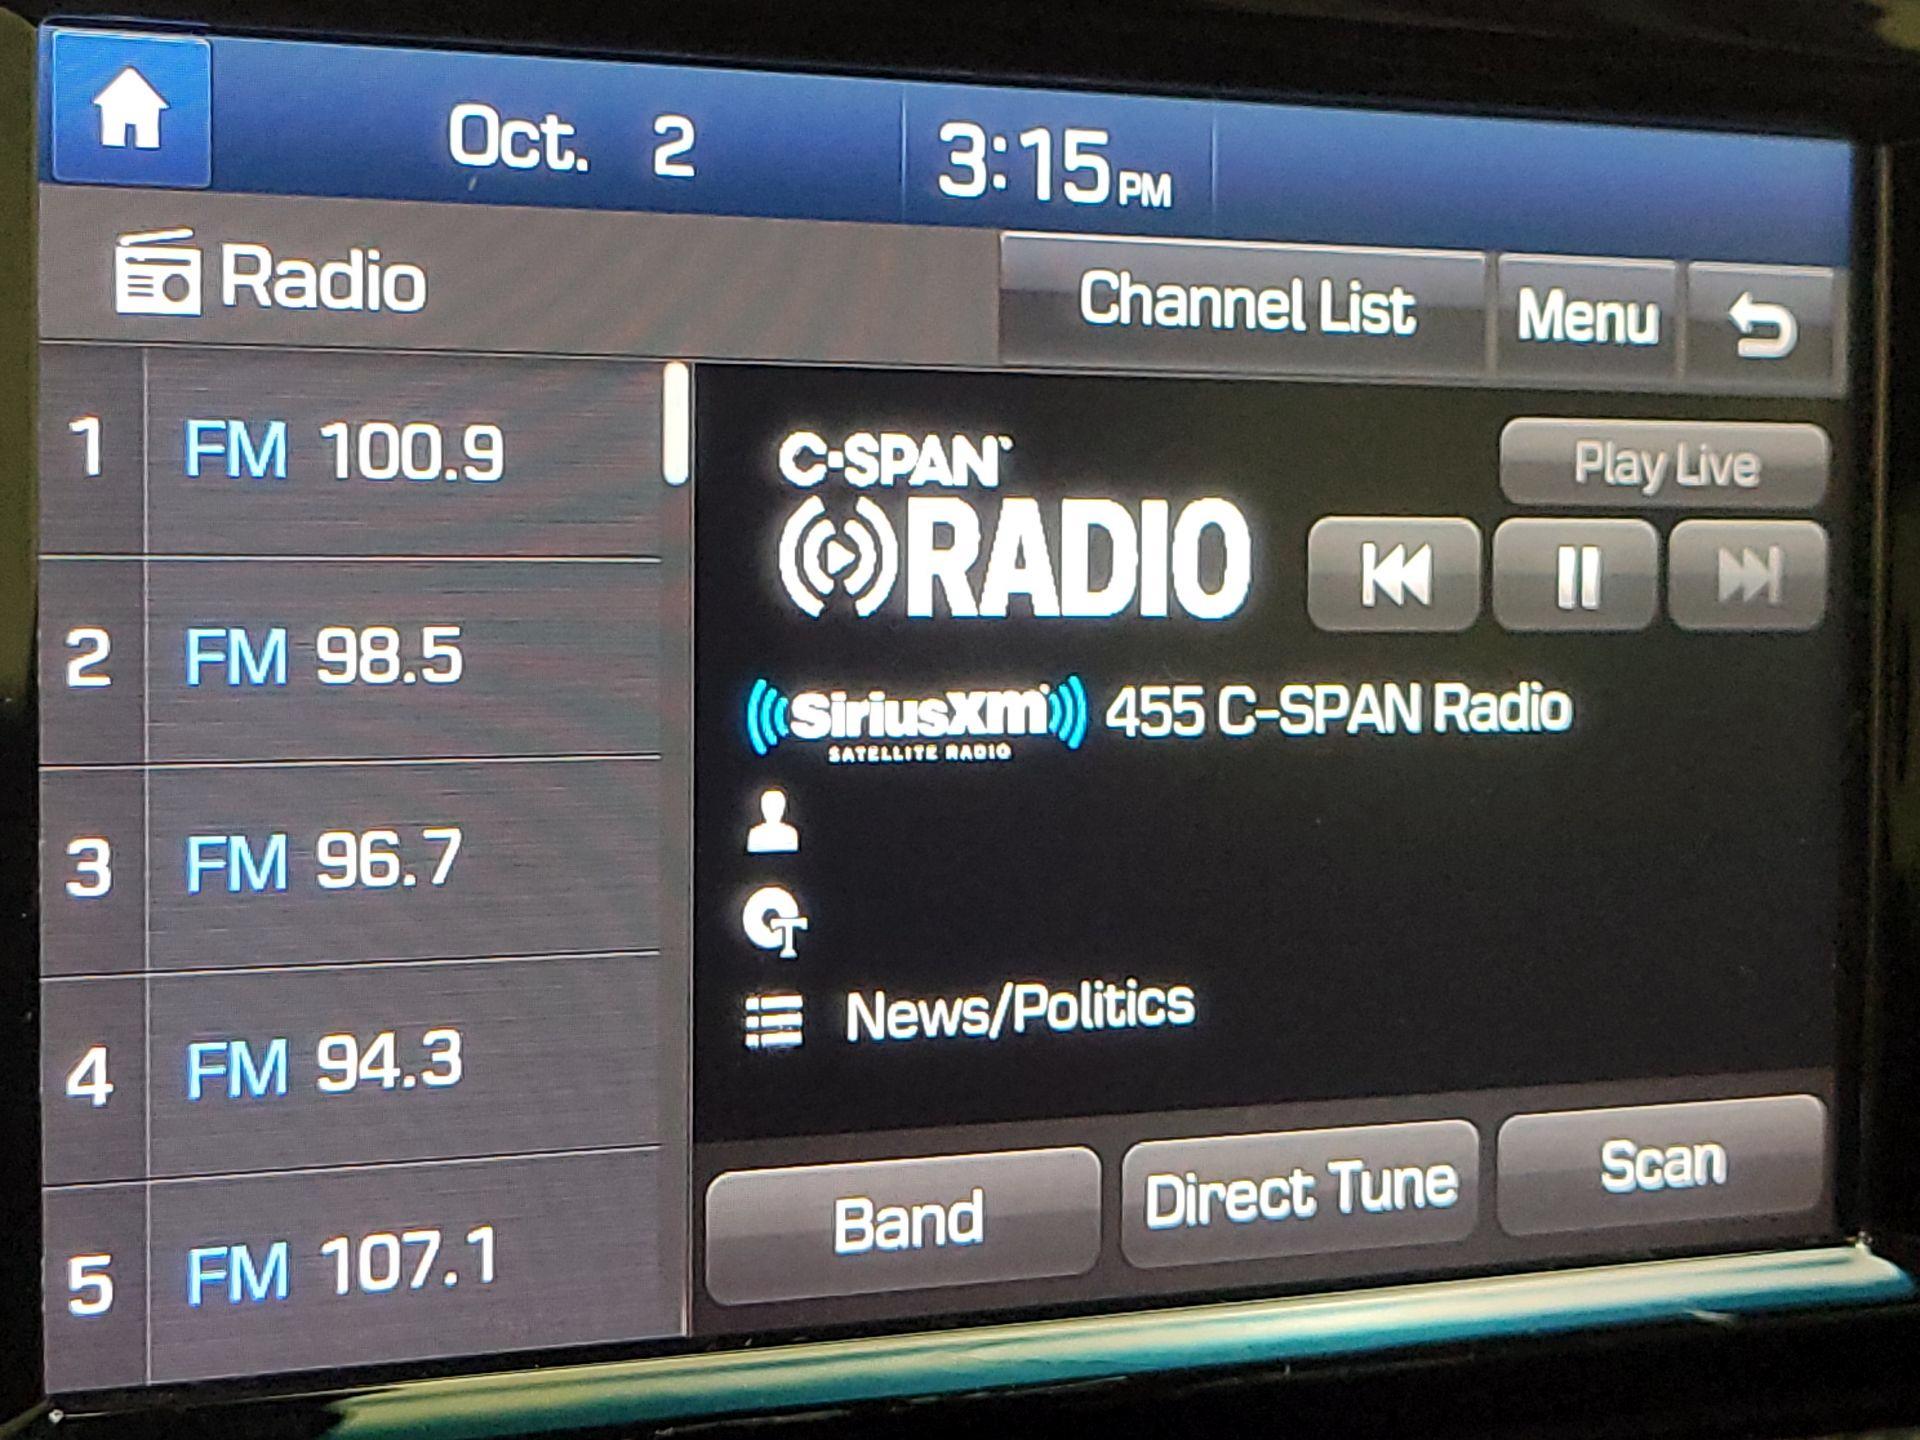 Oct. 2 3:15 PM
Radio Channel List Menu
1 FM 100.9
2 FM 98.5
3 FM 96.7
4 FM 94.3
5 FM 107.1
C·SPAN
RADIO
Play Live
SiriusXm 455 C-SPAN Radio
SATELLITE RADIO
T
News/Politics
Band Direct Tune Scan